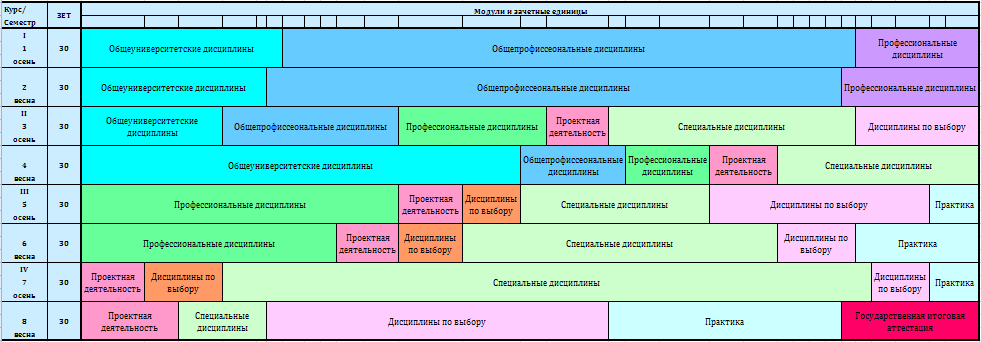 Курс/
Семестр
ЗЕТ
Модули и зачетные единицы
I
1
осень
30
Общеуниверситетские дисциплины
Общепрофиссеональные дисциплины
Профессиональные
дисциплины
2
весна
30
Общеуниверситетские дисциплины
Общепрофиссеональные дисциплины
Профессиональные дисциплины
II
3
осень
30
Общеуниверситетские
дисциплины
Общепрофиссеональные дисциплины
Профессиональные дисциплины
Проектная
деятельность
Специальные дисциплины
Дисциплины по выбору
4
весна
30
Общеуниверситетские дисциплины
Общепрофиссеональные
дисциплины
Профессиональные
дисциплины
Проектная
деятельность
Специальные дисциплины
III
5
осень
30
Профессиональные дисциплины
Проектная
деятельность
Дисциплины
по выбору
Специальные дисциплины
Дисциплины по выбору
Практика
6
весна
30
Профессиональные дисциплины
Проектная
деятельность
Дисциплины
по выбору
Специальные дисциплины
Дисциплины
по выбору
Практика
IV
7
осень
30
Проектная
деятельность
Дисциплины по
выбору
Специальные дисциплины
Дисциплины
по выбору
Практика
8
весна
30
Проектная
деятельность
Специальные
дисциплины
Дисциплины по выбору
Практика
Государственная итоговая
аттестация